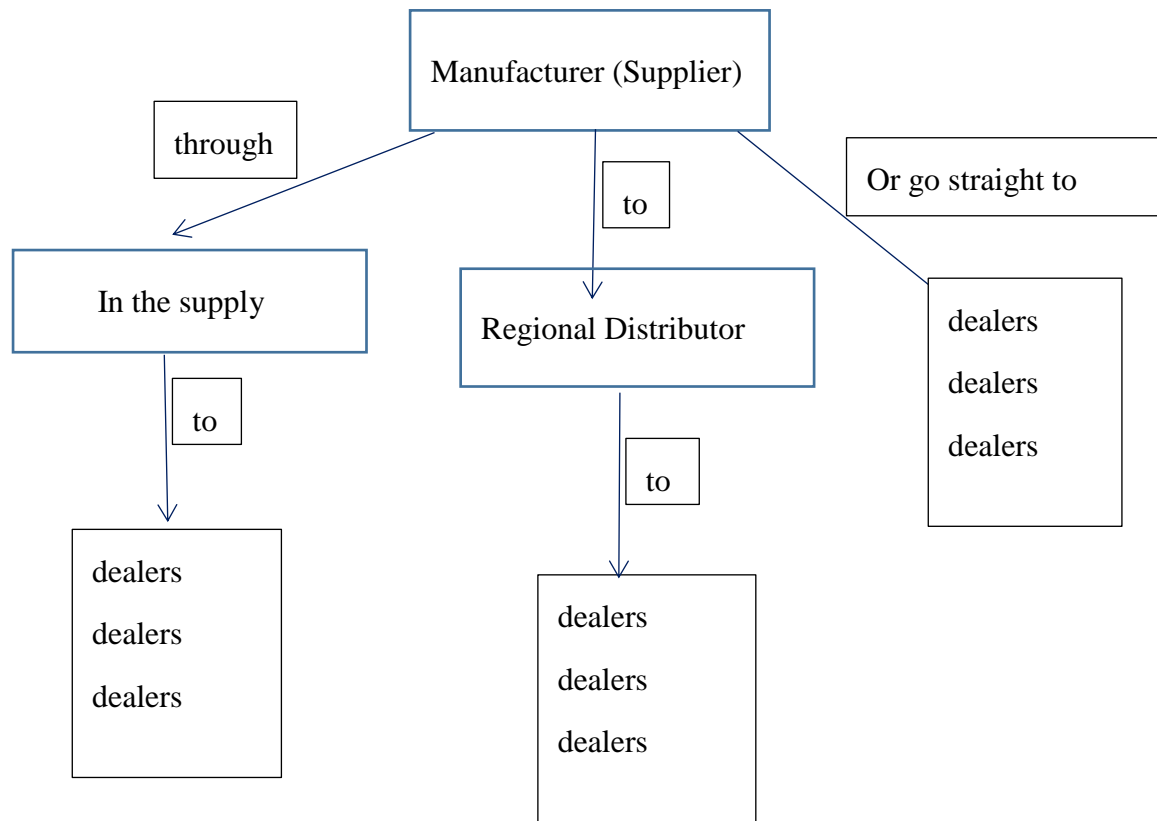 Manufacturer (Supplier)
through
to
Or go straight to
In the supply
Regional Distributor
dealers
dealers
dealers
to
to
dealers
dealers
dealers
dealers
dealers
dealers